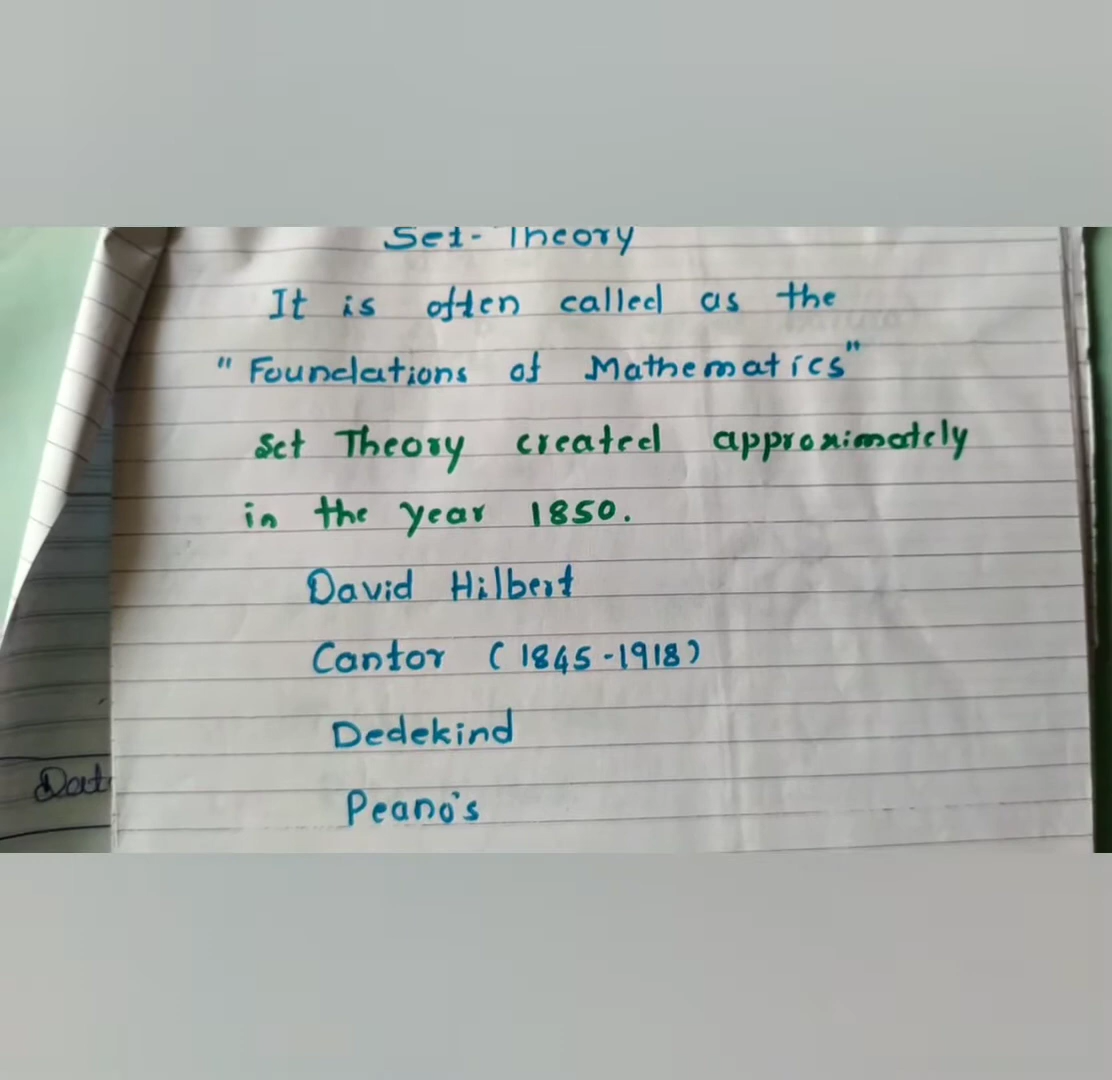 Set-Theory
It is often called as the
"Foundations of Mathematics"
Set Theory created approximately
in the year 1850.
David Hilbert
Cantor (1845-1918)
Dedekind
Peano's
Dat